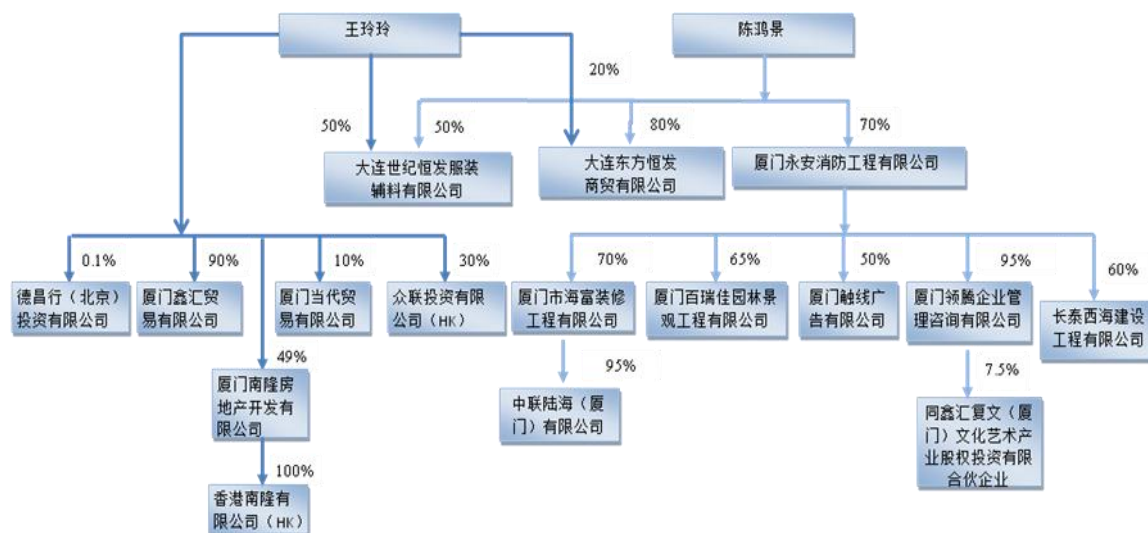 王玲玲
陈鸿景
20%
50%
50%
80%
70%
大连世纪恒发服装
辅料有限公司
大连东方恒发
商贸有限公司
厦门永安消防工程有限公司
0.1%
90%
10%
30%
70%
65%
50%
95%
60%
德昌行（北京）
投资有限公司
厦门鑫汇贸
易有限公司
厦门当代贸
易有限公司
众联投资有限
公司（HK）
厦门市海富装修
工程有限公司
厦门百瑞佳园林景
观工程有限公司
厦门触线广
告有限公司
厦门领腾企业管
理咨询有限公司
长泰西海建设
工程有限公司
49%
95%
7.5%
厦门南隆房
地产开发有
限公司
中联陆海（厦
门）有限公司
同鑫汇复文（厦
门）文化艺术产
业股权投资有限
合伙企业
100%
香港南隆有
限公司（HK）